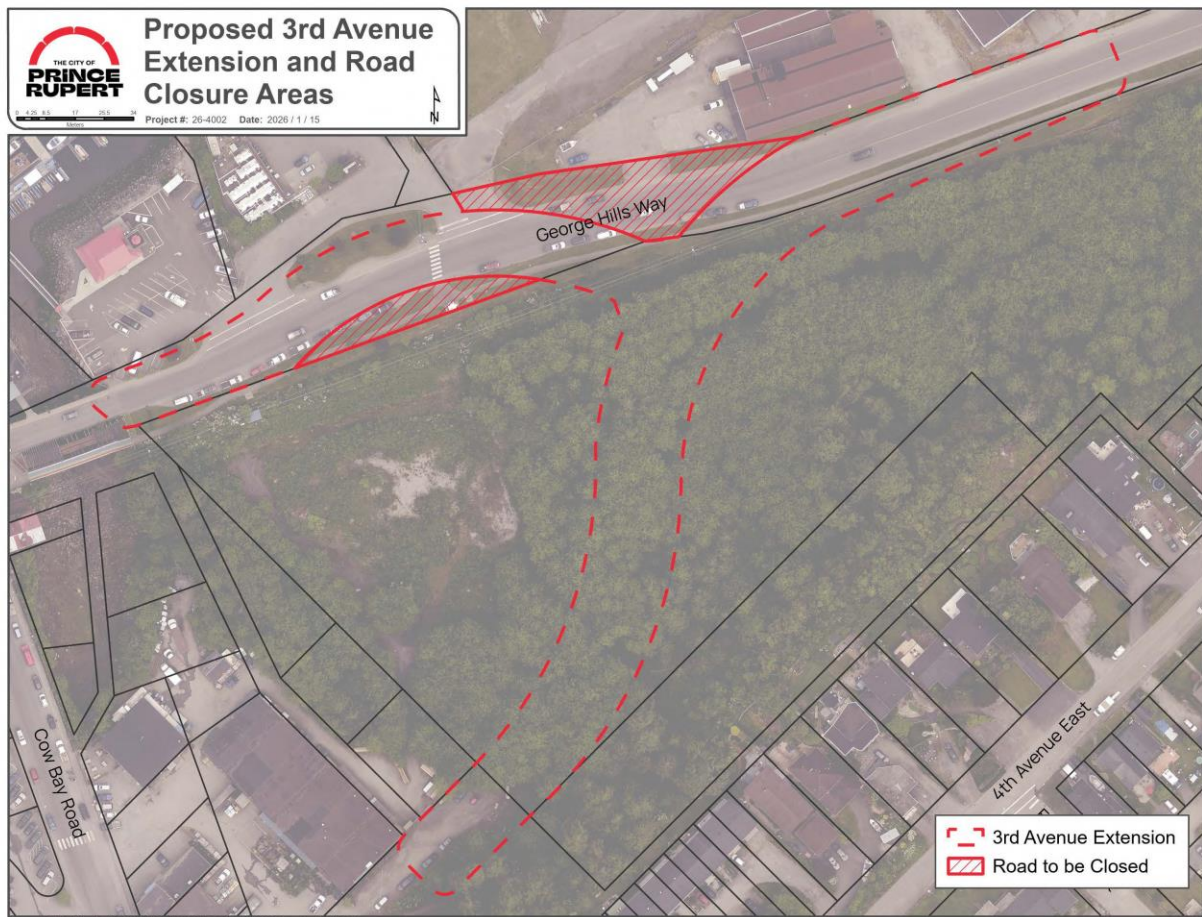 THE CITY OF
PRINCE
RUPERT
Proposed 3rd Avenue
Extension and Road
Closure Areas
0 4.25 8.5 17 25.5 34
Meters
Project #: 26-4002 Date: 2026 / 1 / 15
N
George Hills Way
Cow Bay Road
4th Avenue East
3rd Avenue Extension
Road to be Closed